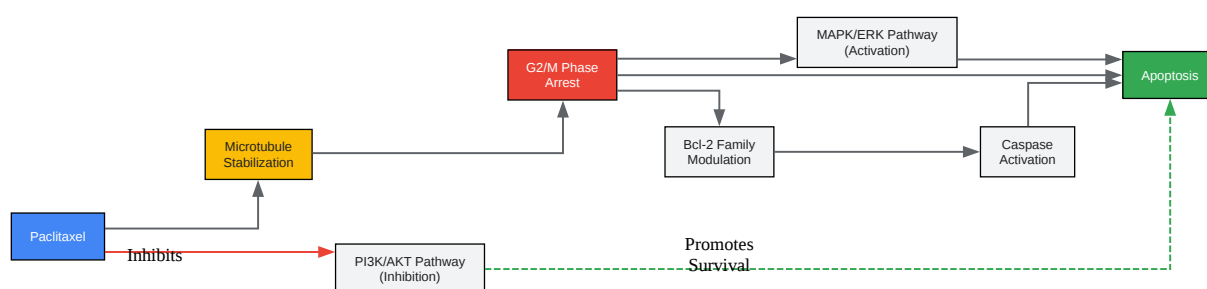 MAPK/ERK Pathway
(Activation)
G2/M Phase
Arrest
Apoptosis
Microtubule
Stabilization
Bcl-2 Family
Modulation
Caspase
Activation
Paclitaxel
Inhibits
PI3K/AKT Pathway
(Inhibition)
Promotes
Survival